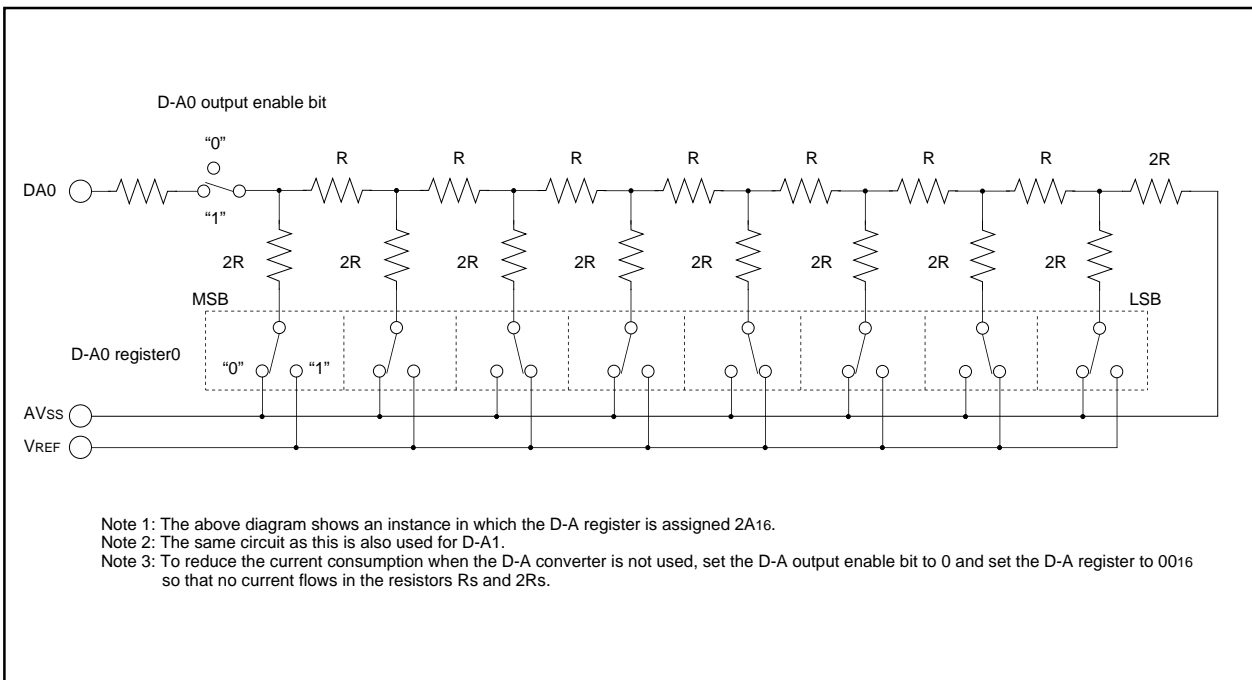 D-A0 output enable bit
“0”
R R R R R R R 2R
DA0
“1”
2R 2R 2R 2R 2R 2R 2R 2R
MSB LSB
D-A0 register0
“0” “1”
AVSS
VREF
Note 1: The above diagram shows an instance in which the D-A register is assigned 2A16.
Note 2: The same circuit as this is also used for D-A1.
Note 3: To reduce the current consumption when the D-A converter is not used, set the D-A output enable bit to 0 and set the D-A register to 0016
so that no current flows in the resistors Rs and 2Rs.